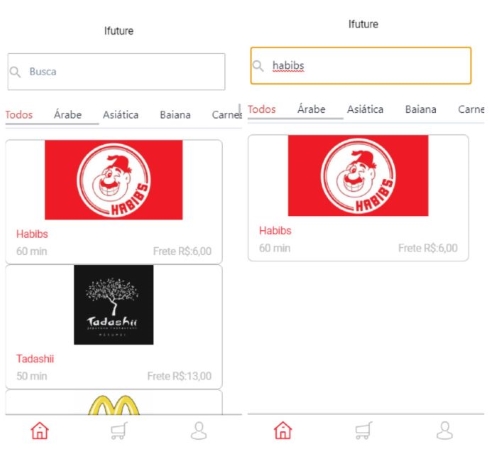 Ifuture
Busca
Todos Árabe Asiática Baiana Carnes
HABIB'S
Habibs
60 min Frete R$:6,00
Tadashii
Tadashii
50 min Frete R$:13,00
Ifuture
habibs
Todos Árabe Asiática Baiana Carne
HABIB'S
Habibs
60 min Frete R$:6,00